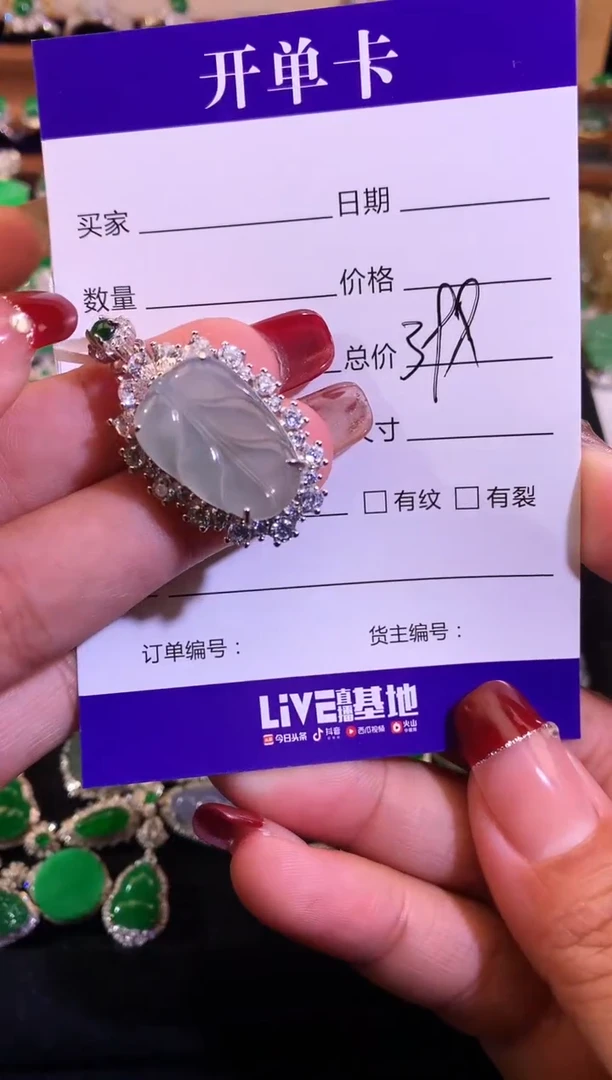 开单卡
买家 日期
数量 价格
总价
寸
有纹 有裂
订单编号： 货主编号：
LiVE直播基地
今日头条 抖音 西瓜视频 火山